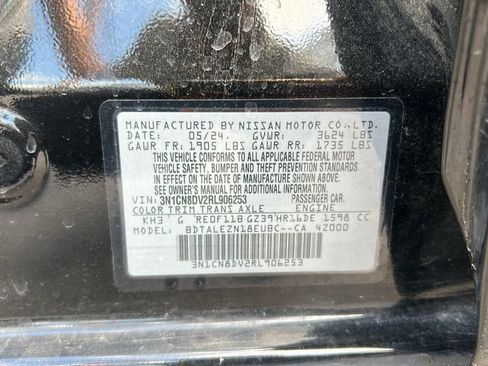 MANUFACTURED BY NISSAN MOTOR CO.,LTD.
DATE: 05/24. GVWR: 3624 LBS
GAWR FR: 1905 LBS GAWR RR: 1735 LBS
THIS VEHICLE CONFORMS TO ALL APPLICABLE FEDERAL MOTOR
VEHICLE SAFETY, BUMPER, AND THEFT PREVENTION STANDARDS
IN EFFECT ON THE DATE OF MANUFACTURE SHOWN ABOVE.
SEE OWNER'S MANUAL FOR ADDITIONAL INFORMATION.
VIN: 3N1CN8DV2RL906253 PASSENGER CAR
COLOR TRIM TRANS AXLE ENGINE
KH3 G RE0F11B GZ39 HR16DE 1598 CC
MODEL: BDTALEZN18EUBC--CA 4Z000
3N1CN8DV2RL906253